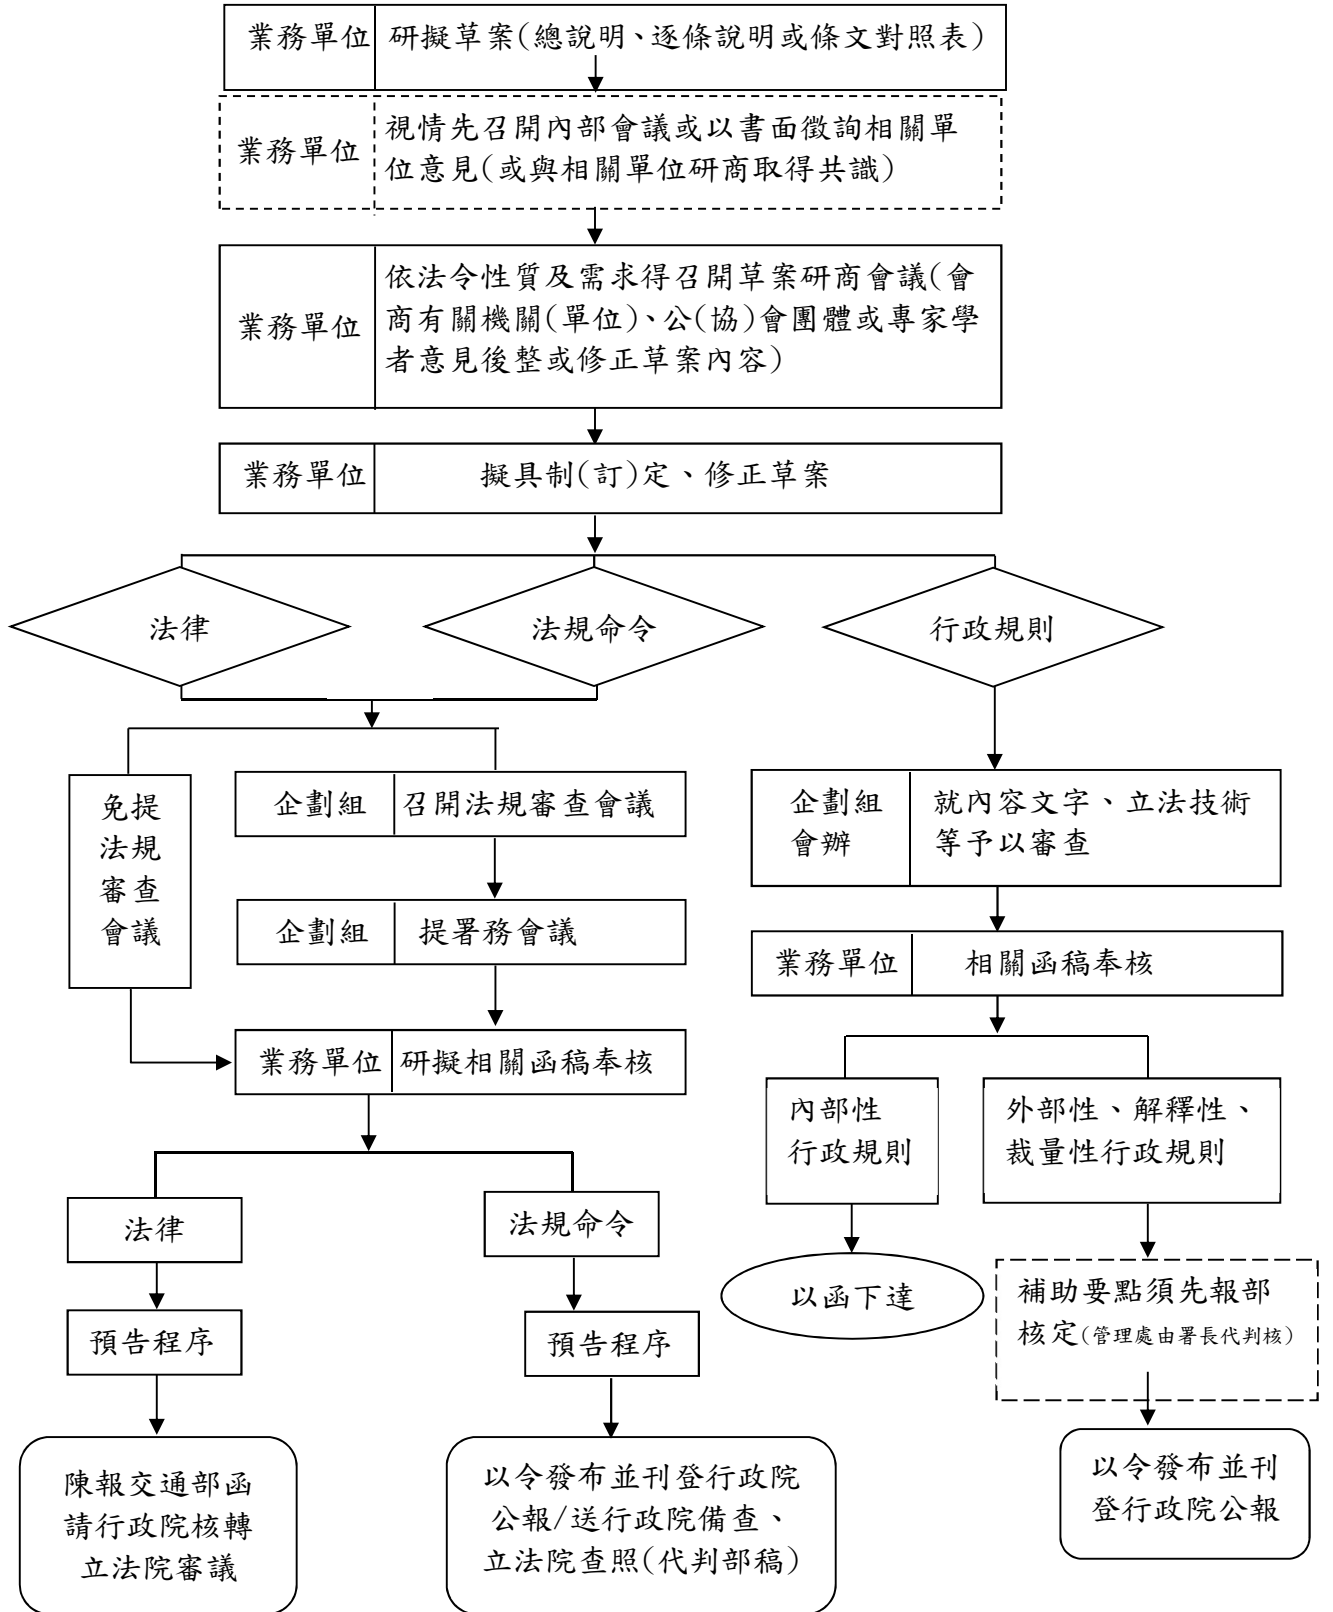 業務單位
研擬草案(總說明、逐條說明或條文對照表)
業務單位
視情先召開內部會議或以書面徵詢相關單
位意見(或與相關單位研商取得共識)
業務單位
依法令性質及需求得召開草案研商會議(會
商有關機關(單位)、公(協)會團體或專家學
者意見後整或修正草案內容)
業務單位
擬具制(訂)定、修正草案
法律
法規命令
行政規則
免提
法規
審查
會議
企劃組
召開法規審查會議
企劃組
提署務會議
業務單位
研擬相關函稿奉核
企劃組
會辦
就內容文字、立法技術
等予以審查
業務單位
相關函稿奉核
內部性
行政規則
外部性、解釋性、
裁量性行政規則
法律
法規命令
以函下達
補助要點須先報部
核定(管理處由署長代判核)
預告程序
預告程序
陳報交通部函
請行政院核轉
立法院審議
以令發布並刊登行政院
公報/送行政院備查、
立法院查照(代判部稿)
以令發布並刊
登行政院公報